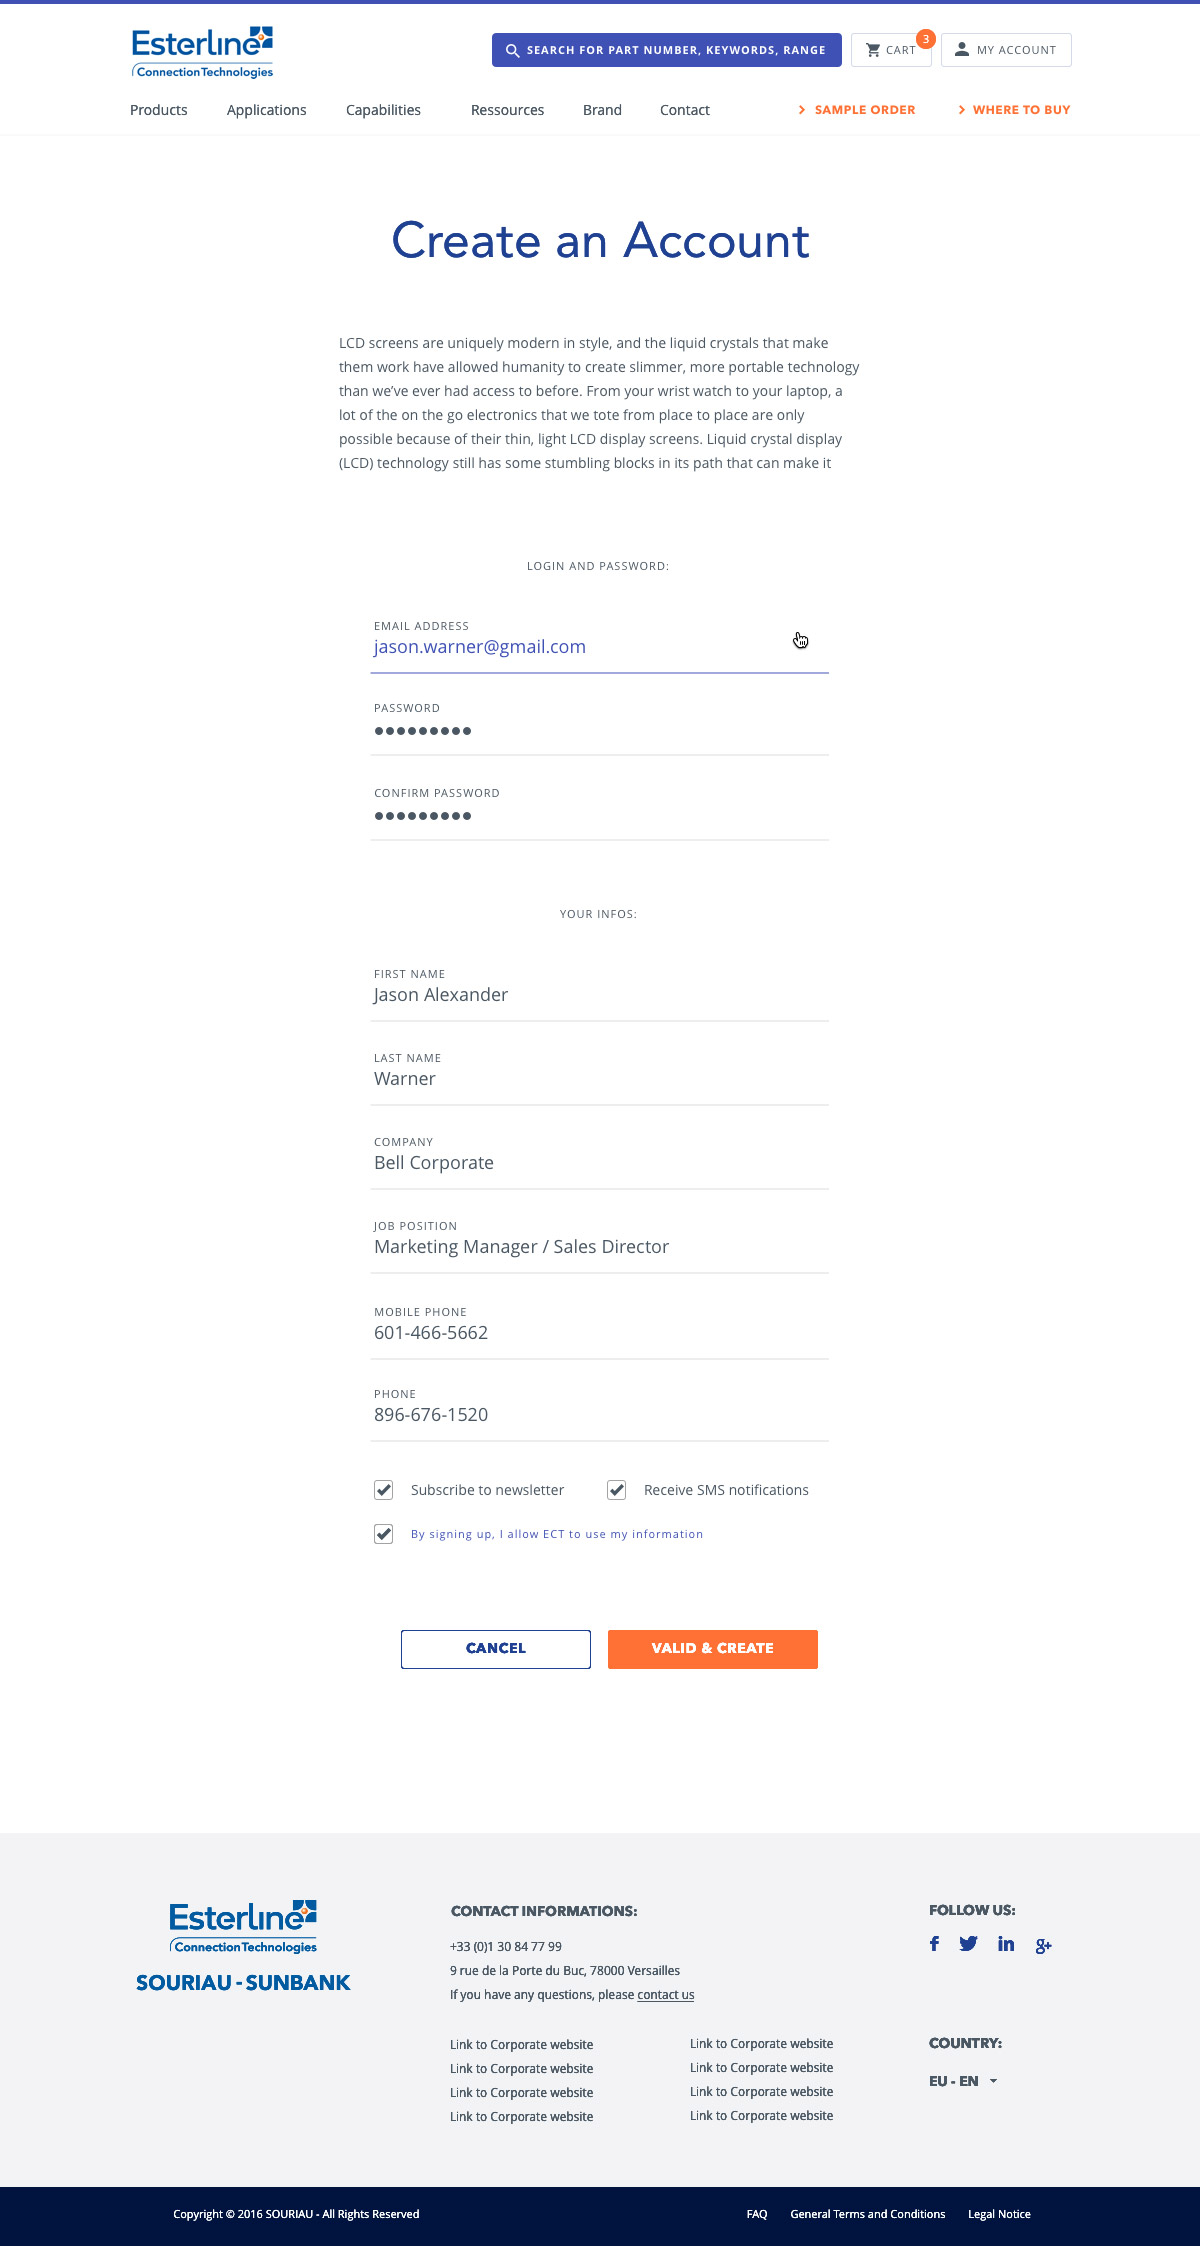 Esterline
Connection Technologies
SEARCH FOR PART NUMBER, KEYWORDS, RANGE
CART
3
MY ACCOUNT
Products
Applications
Capabilities
Ressources
Brand
Contact
SAMPLE ORDER
WHERE TO BUY
Create an Account
LCD screens are uniquely modern in style, and the liquid crystals that make
them work have allowed humanity to create slimmer, more portable technology
than we’ve ever had access to before. From your wrist watch to your laptop, a
lot of the on the go electronics that we tote from place to place are only
possible because of their thin, light LCD display screens. Liquid crystal display
(LCD) technology still has some stumbling blocks in its path that can make it
LOGIN AND PASSWORD:
EMAIL ADDRESS
jason.warner@gmail.com
PASSWORD
●●●●●●●●●
CONFIRM PASSWORD
●●●●●●●●●
YOUR INFOS:
FIRST NAME
Jason Alexander
LAST NAME
Warner
COMPANY
Bell Corporate
JOB POSITION
Marketing Manager / Sales Director
MOBILE PHONE
601-466-5662
PHONE
896-676-1520
Subscribe to newsletter
Receive SMS notifications
By signing up, I allow ECT to use my information
CANCEL
VALID & CREATE
Esterline
Connection Technologies
SOURIAU - SUNBANK
CONTACT INFORMATIONS:
+33 (0)1 30 84 77 99
9 rue de la Porte du Buc, 78000 Versailles
If you have any questions, please contact us
Link to Corporate website
Link to Corporate website
Link to Corporate website
Link to Corporate website
Link to Corporate website
Link to Corporate website
Link to Corporate website
Link to Corporate website
FOLLOW US:
COUNTRY:
EU - EN
Copyright © 2016 SOURIAU - All Rights Reserved
FAQ
General Terms and Conditions
Legal Notice